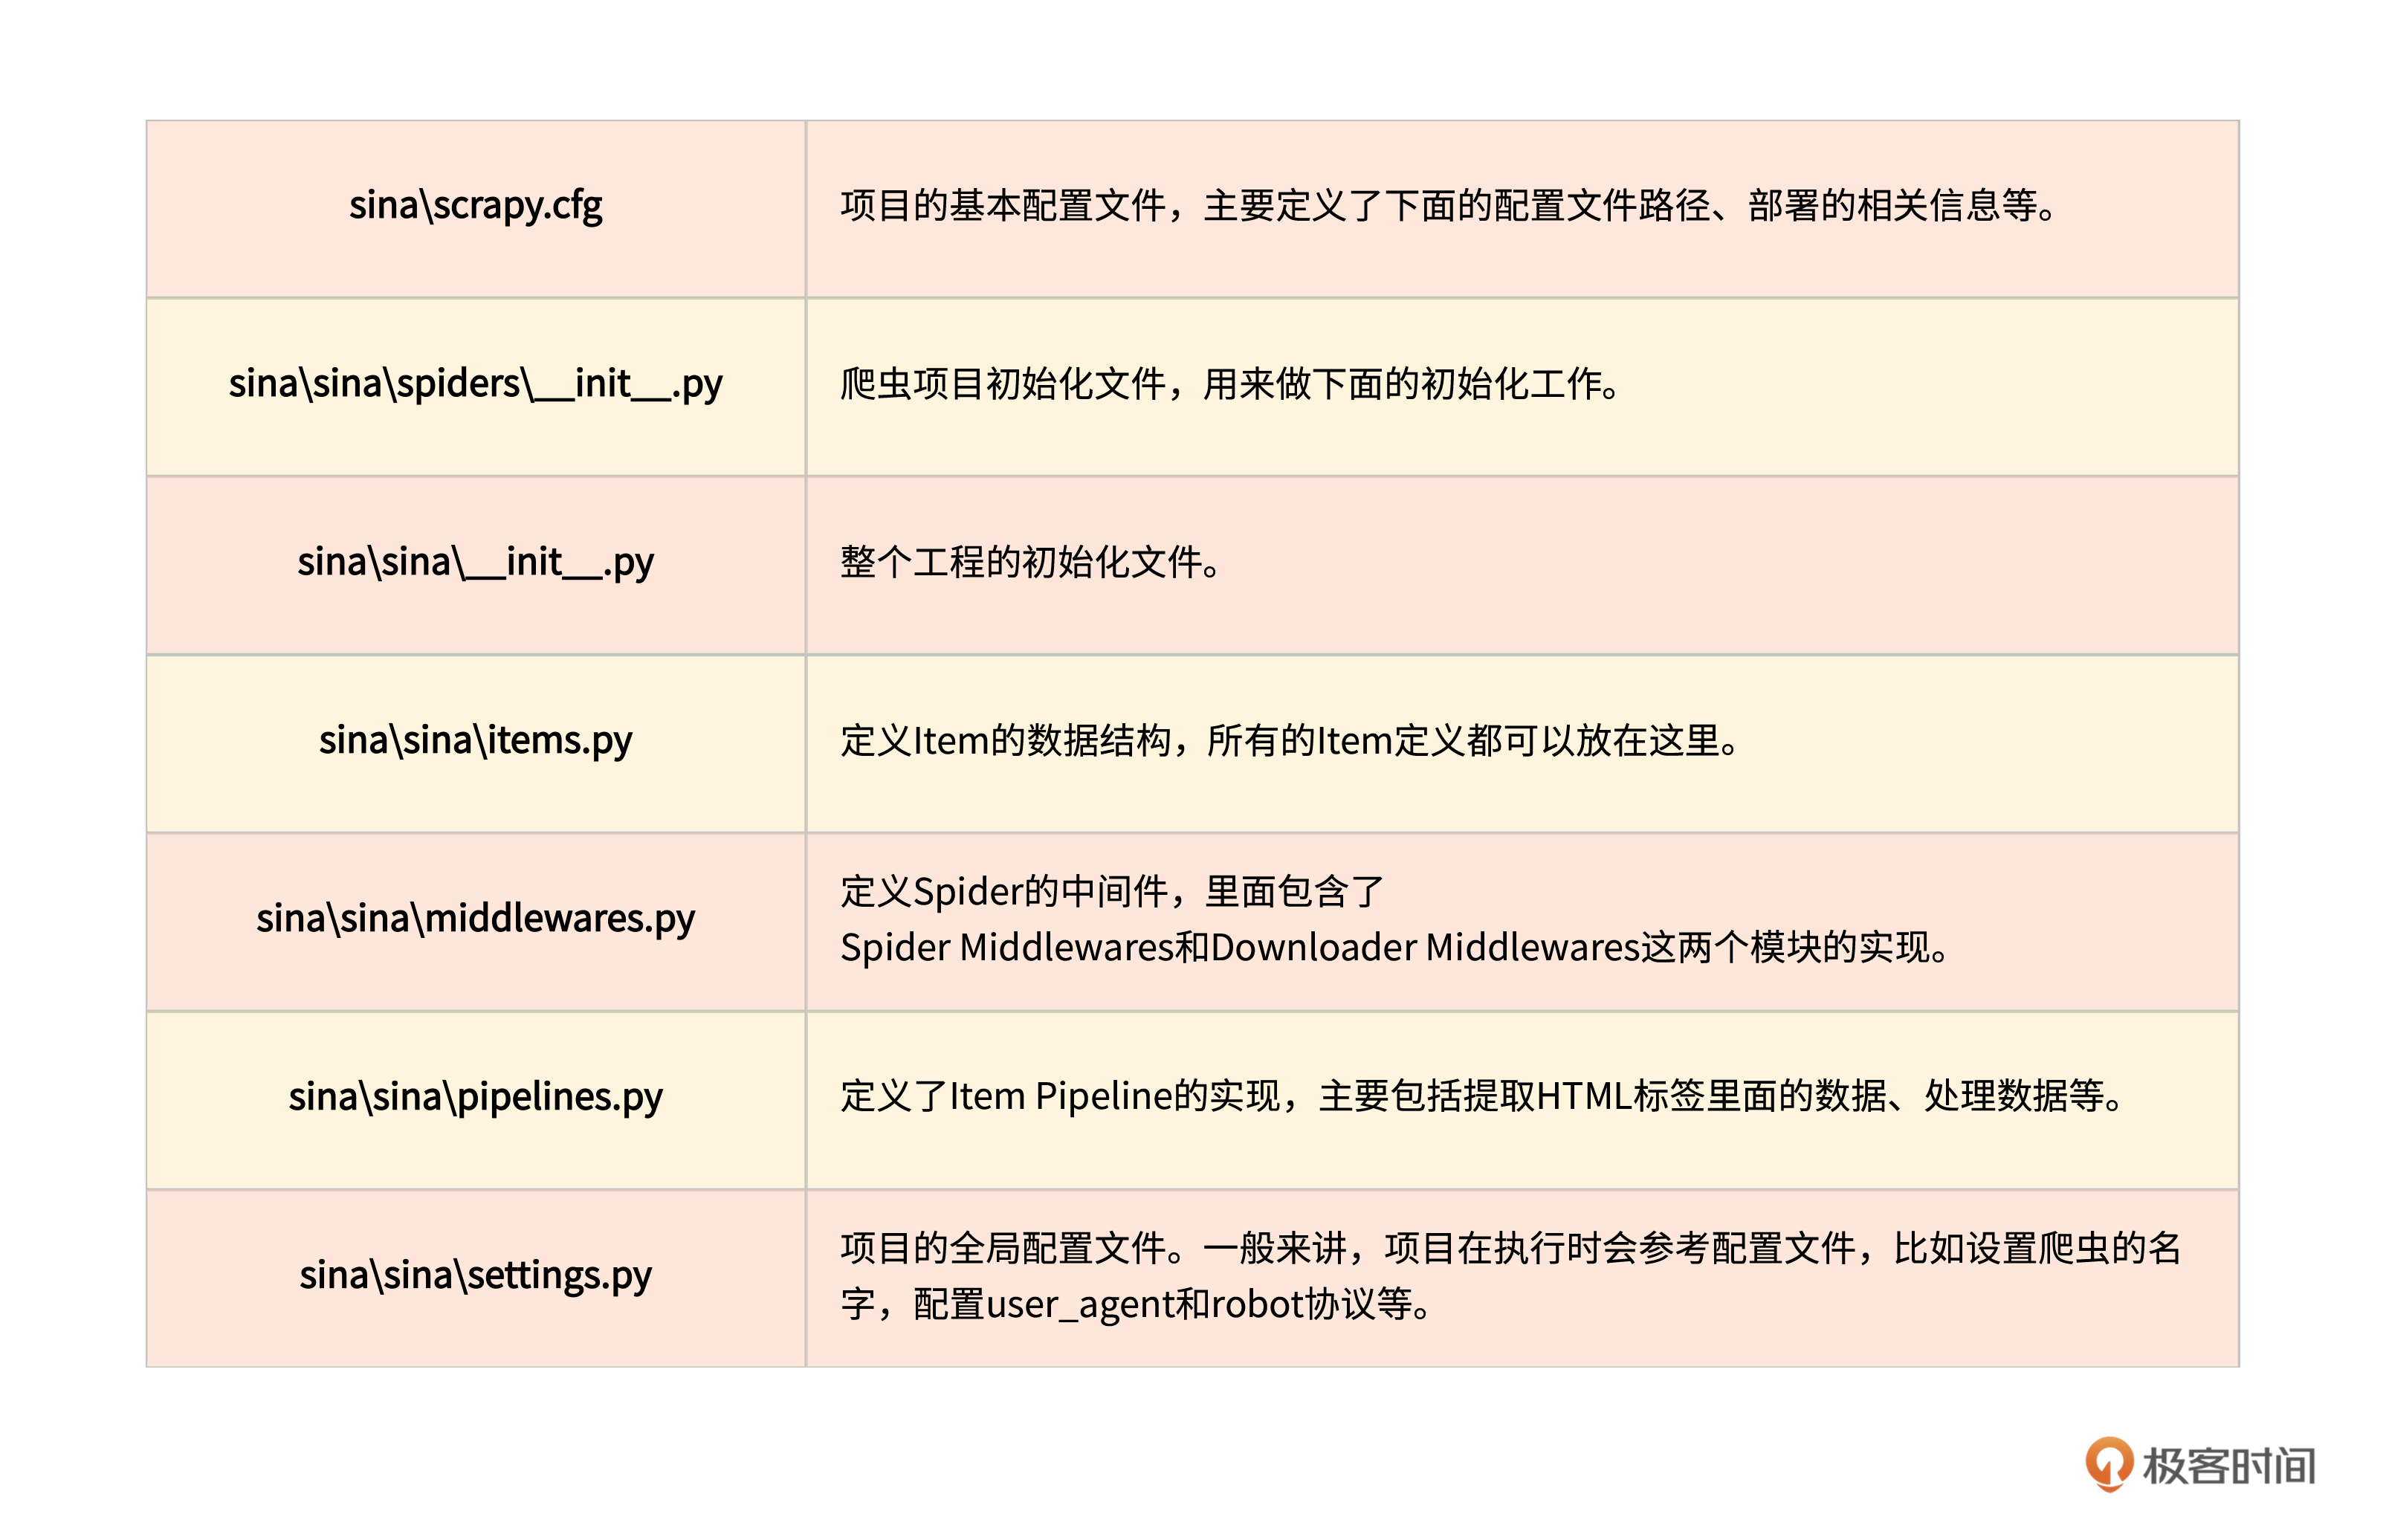 sina\scrapy.cfg
项目的基本配置文件，主要定义了下面的配置文件路径、部署的相关信息等。
sina\sina\spiders\__init__.py
爬虫项目初始化文件，用来做下面的初始化工作。
sina\sina\__init__.py
整个工程的初始化文件。
sina\sina\items.py
定义Item的数据结构，所有的Item定义都可以放在这里。
sina\sina\middlewares.py
定义Spider的中间件，里面包含了
Spider Middlewares和Downloader Middlewares这两个模块的实现。
sina\sina\pipelines.py
定义了Item Pipeline的实现，主要包括提取HTML标签里面的数据、处理数据等。
sina\sina\settings.py
项目的全局配置文件。一般来讲，项目在执行时会参考配置文件，比如设置爬虫的名
字，配置user_agent和robot协议等。
极客时间